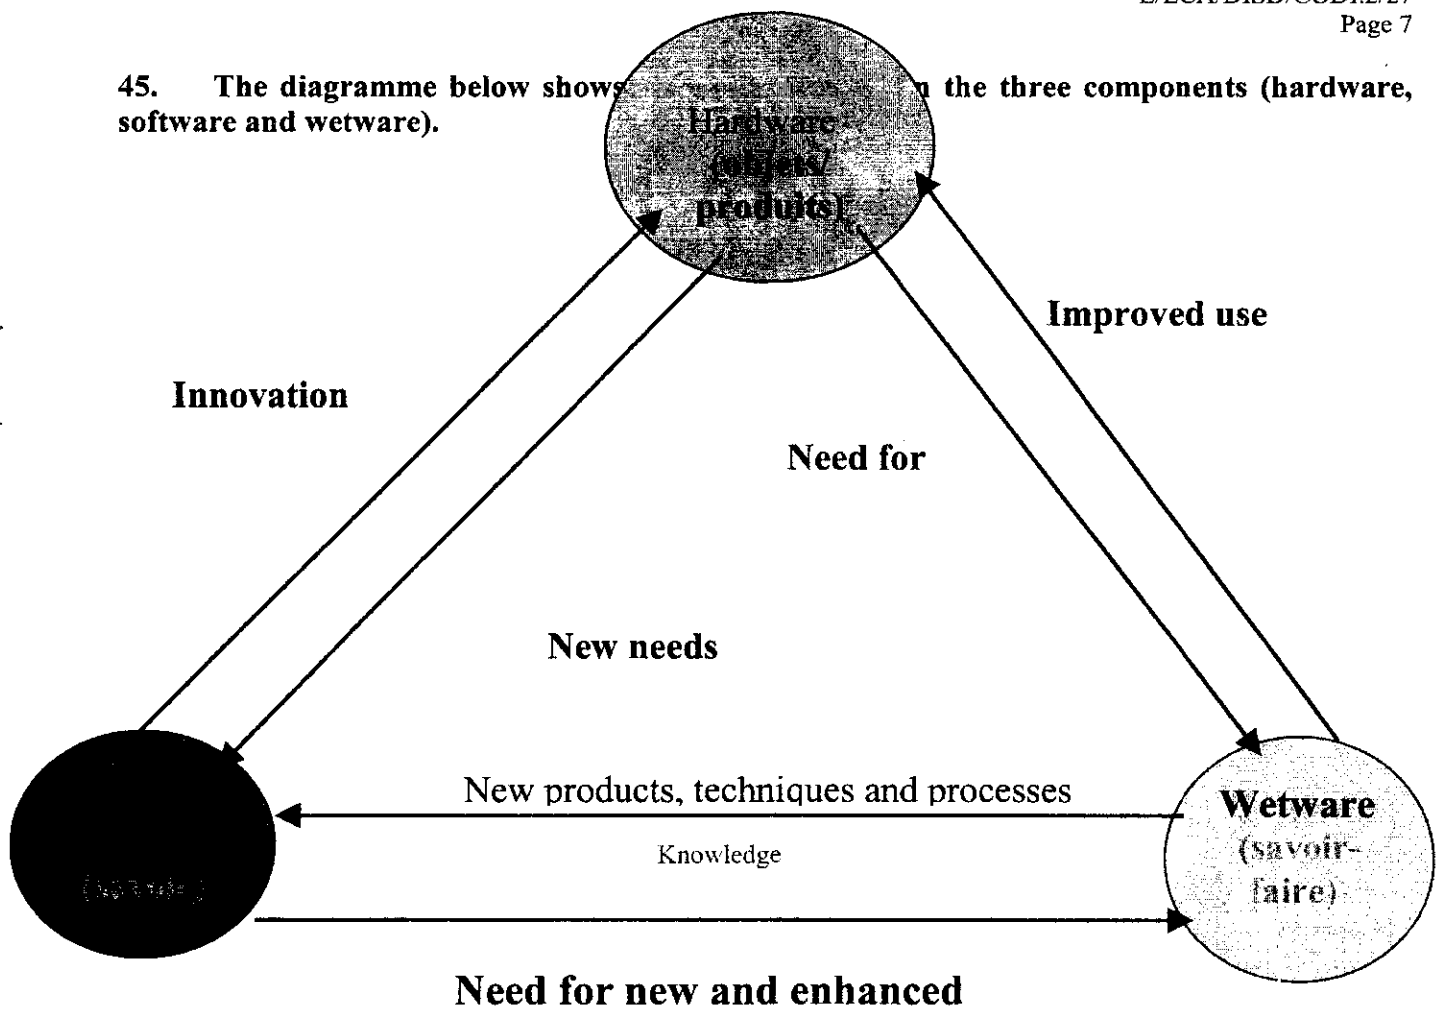 Page 7
45. The diagramme below shows the three components (hardware,
software and wetware).
Hardware
(objets/
produits)
Improved use
Innovation
Need for
New needs
New products, techniques and processes
Wetware
(savoir-
faire)
Knowledge
Need for new and enhanced